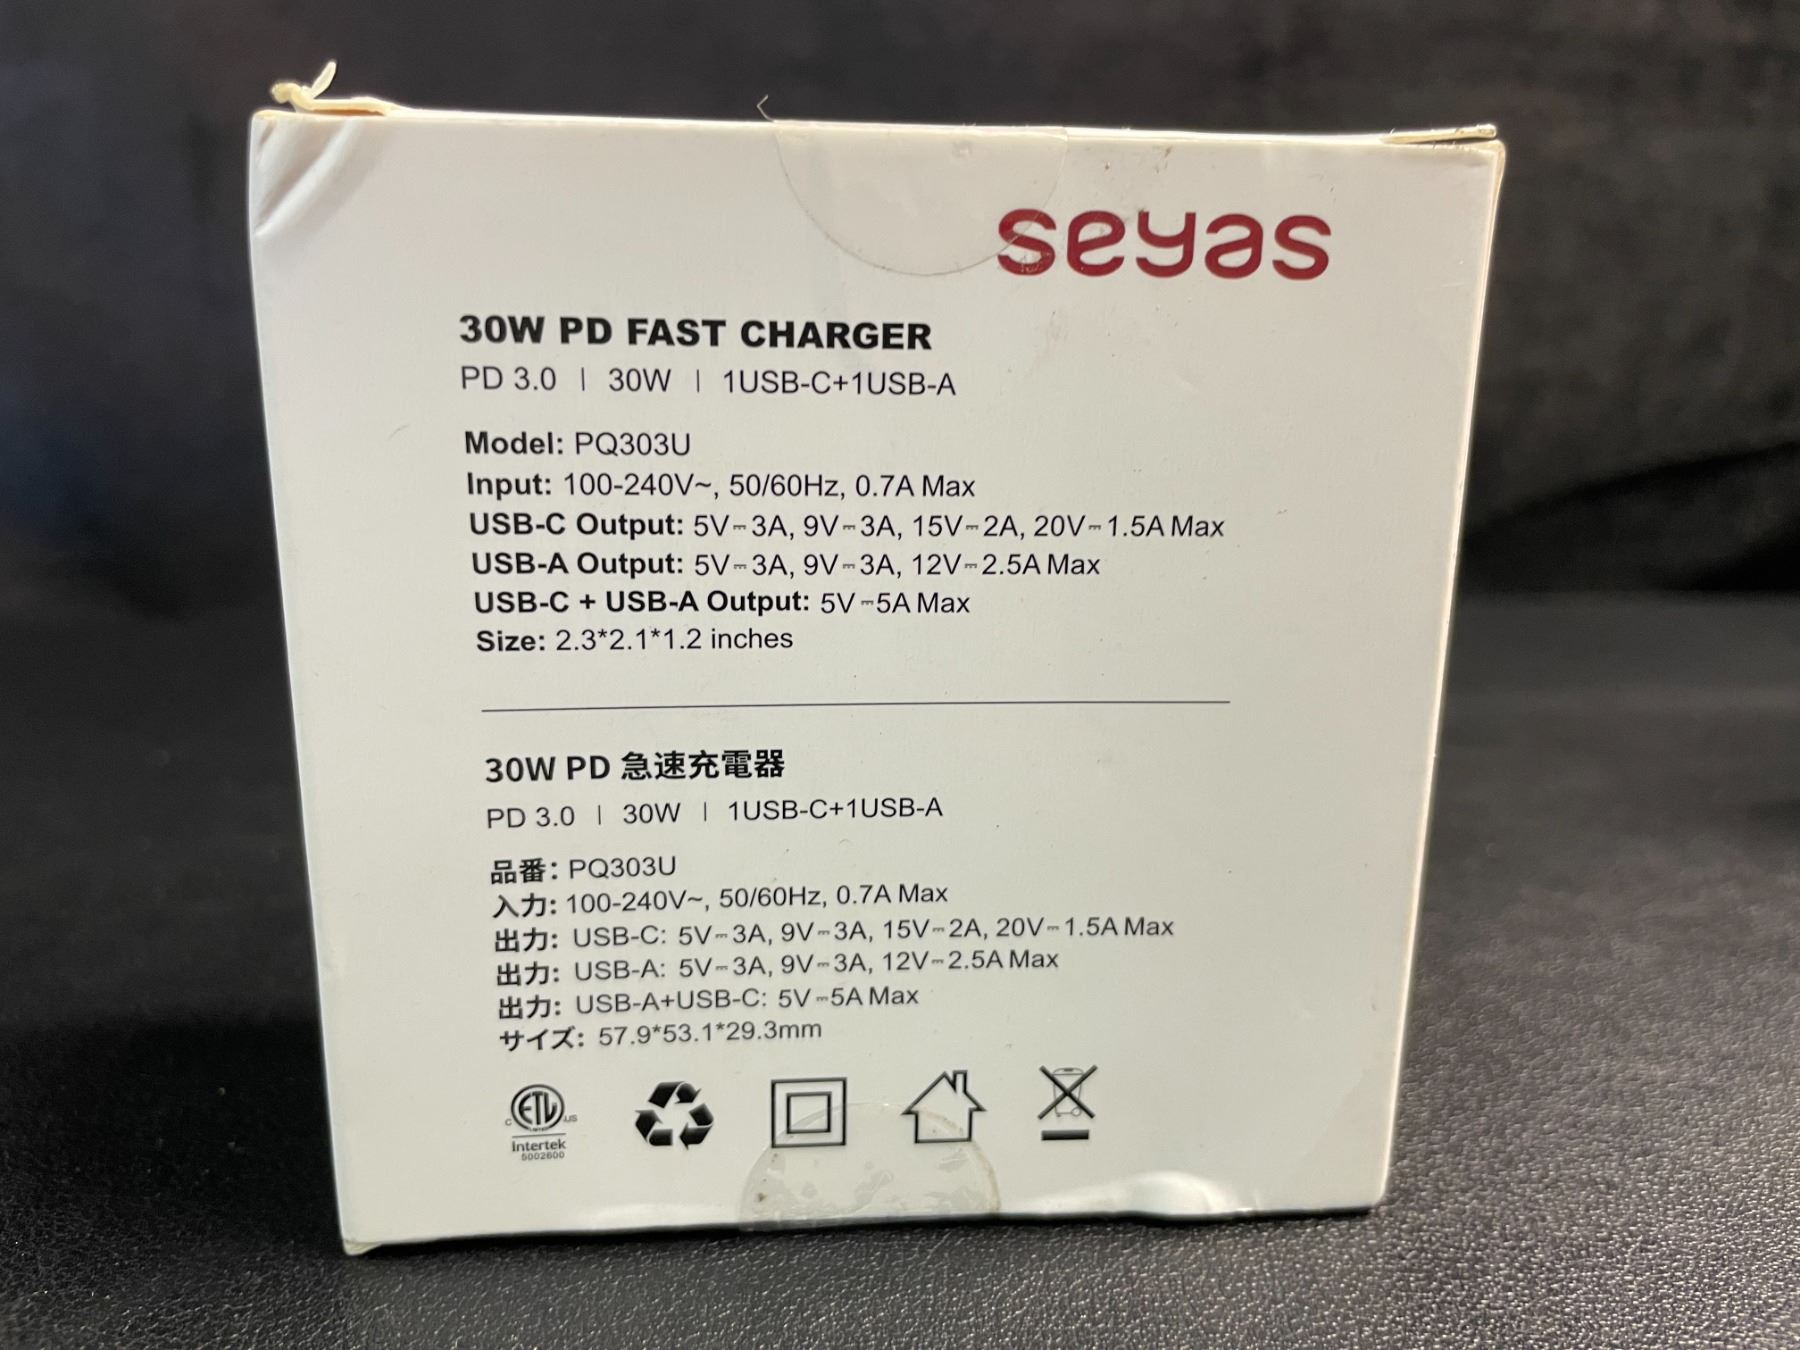 seyas
30W PD FAST CHARGER
PD 3.0 | 30W | 1USB-C+1USB-A
Model: PQ303U
Input: 100-240V~, 50/60Hz, 0.7A Max
USB-C Output: 5V⎓3A, 9V⎓3A, 15V⎓2A, 20V⎓1.5A Max
USB-A Output: 5V⎓3A, 9V⎓3A, 12V⎓2.5A Max
USB-C + USB-A Output: 5V⎓5A Max
Size: 2.3*2.1*1.2 inches
30W PD 急速充電器
PD 3.0 | 30W | 1USB-C+1USB-A
品番: PQ303U
入力: 100-240V~, 50/60Hz, 0.7A Max
出力: USB-C: 5V⎓3A, 9V⎓3A, 15V⎓2A, 20V⎓1.5A Max
出力: USB-A: 5V⎓3A, 9V⎓3A, 12V⎓2.5A Max
出力: USB-A+USB-C: 5V⎓5A Max
サイズ: 57.9*53.1*29.3mm
C ETL US
Intertek
5002600